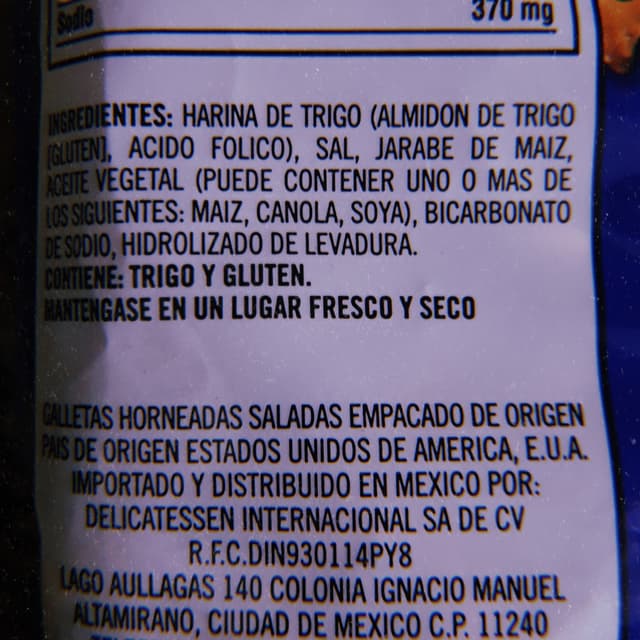 Sodio 370 mg
INGREDIENTES: HARINA DE TRIGO (ALMIDON DE TRIGO
[GLUTEN], ACIDO FOLICO), SAL, JARABE DE MAIZ,
ACEITE VEGETAL (PUEDE CONTENER UNO O MAS DE
LOS SIGUIENTES: MAIZ, CANOLA, SOYA), BICARBONATO
DE SODIO, HIDROLIZADO DE LEVADURA.
CONTIENE: TRIGO Y GLUTEN.
MANTENGASE EN UN LUGAR FRESCO Y SECO
GALLETAS HORNEADAS SALADAS EMPACADO DE ORIGEN
PAIS DE ORIGEN ESTADOS UNIDOS DE AMERICA, E.U.A.
IMPORTADO Y DISTRIBUIDO EN MEXICO POR:
DELICATESSEN INTERNACIONAL SA DE CV
R.F.C.DIN930114PY8
LAGO AULLAGAS 140 COLONIA IGNACIO MANUEL
ALTAMIRANO, CIUDAD DE MEXICO C.P. 11240